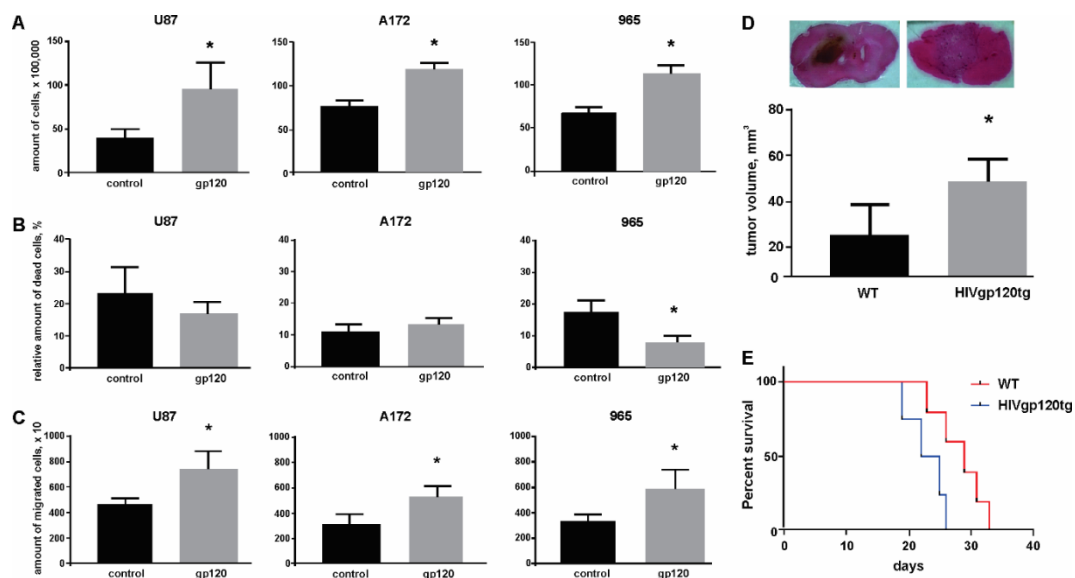 A
U87
A172
965
amount of cells, x 100,000
150
100
50
0
control
gp120
*
150
100
50
0
control
gp120
*
150
100
50
0
control
gp120
*
B
U87
A172
965
relative amount of dead cells, %
40
30
20
10
0
control
gp120
40
30
20
10
0
control
gp120
40
30
20
10
0
control
gp120
*
C
U87
A172
965
amount of migrated cells, x 10
1000
800
600
400
200
0
control
gp120
*
1000
800
600
400
200
0
control
gp120
*
1000
800
600
400
200
0
control
gp120
*
D
tumor volume, mm³
80
60
40
20
0
WT
HIVgp120tg
*
E
WT
HIVgp120tg
Percent survival
100
50
0
10
20
30
40
days